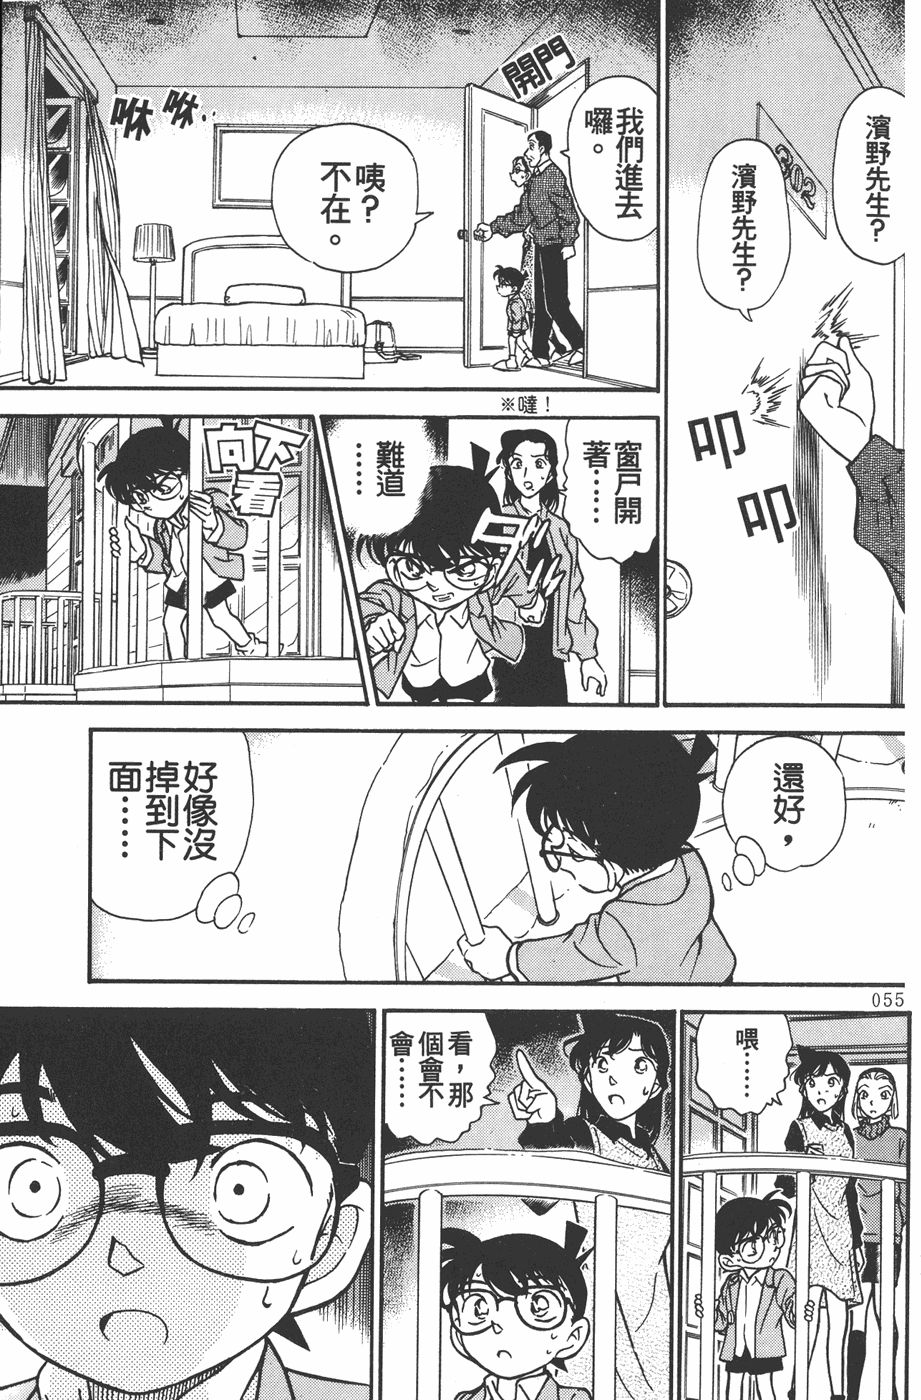 濱野先生?
濱野先生?
302
叩
叩
我們進去
囉。
開門
咦?
不在。
咻咻‥
※噠!
窗戶開
著……
ダッ
難道
……
向下看
還好,
好像沒
掉到下
面……
055
喂……
看,那
個會不
會……